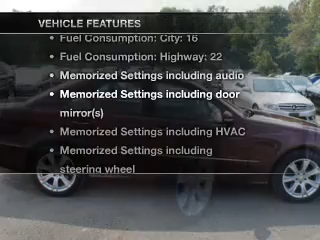 VEHICLE FEATURES
• Fuel Consumption: City: 16
• Fuel Consumption: Highway: 22
• Memorized Settings including audio
• Memorized Settings including door
mirror(s)
• Memorized Settings including HVAC
• Memorized Settings including
steering wheel